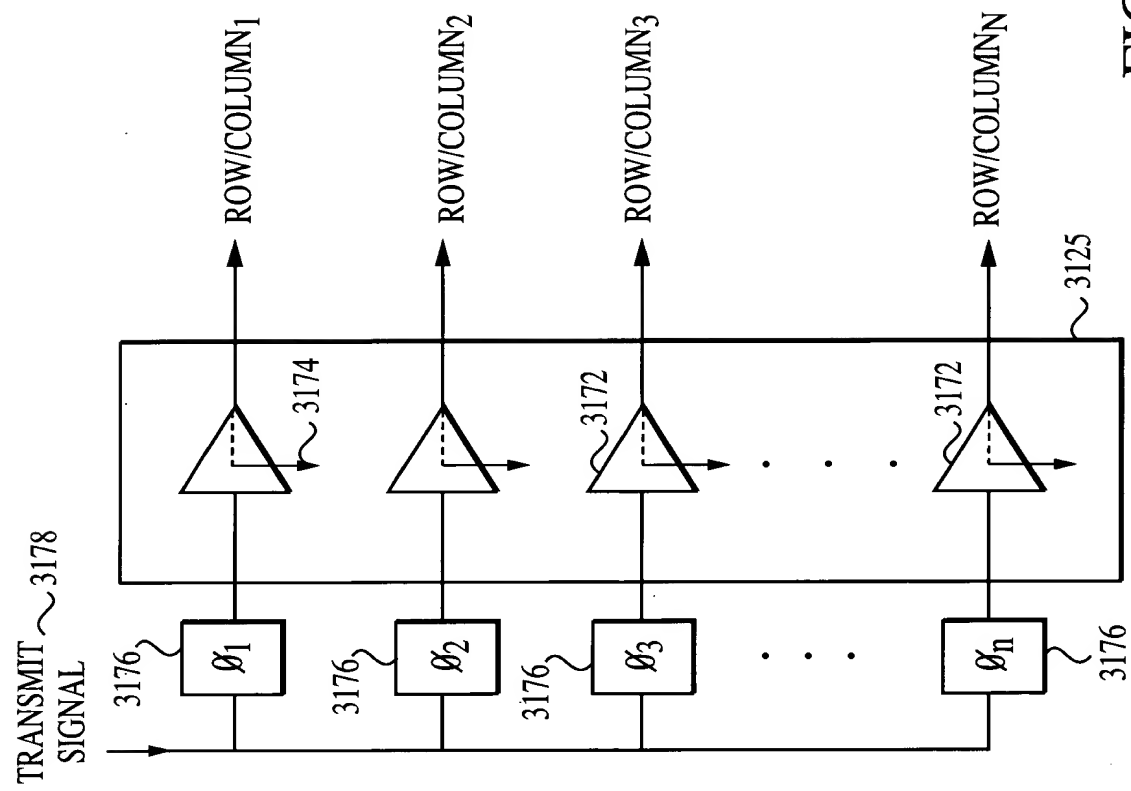 TRANSMIT
SIGNAL
3178
3176
Ø1
3174
ROW/COLUMN1
3176
Ø2
ROW/COLUMN2
3176
Ø3
3172
ROW/COLUMN3
3176
Øn
3172
ROW/COLUMNN
3125